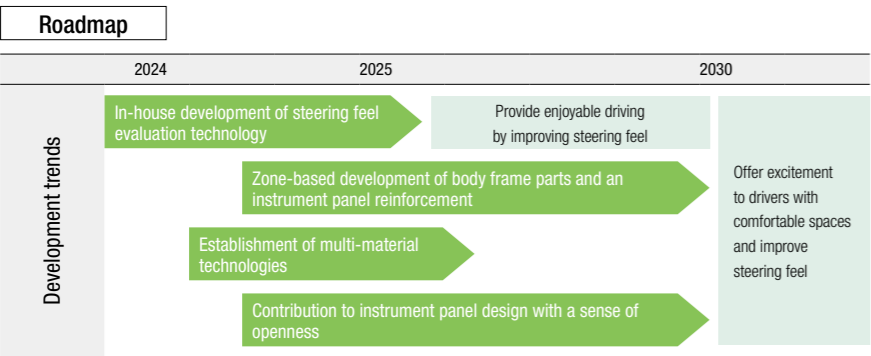 Roadmap
2024
2025
2030
Development trends
In-house development of steering feel
evaluation technology
Provide enjoyable driving
by improving steering feel
Zone-based development of body frame parts and an
instrument panel reinforcement
Establishment of multi-material
technologies
Contribution to instrument panel design with a sense of
openness
Offer excitement
to drivers with
comfortable spaces
and improve
steering feel